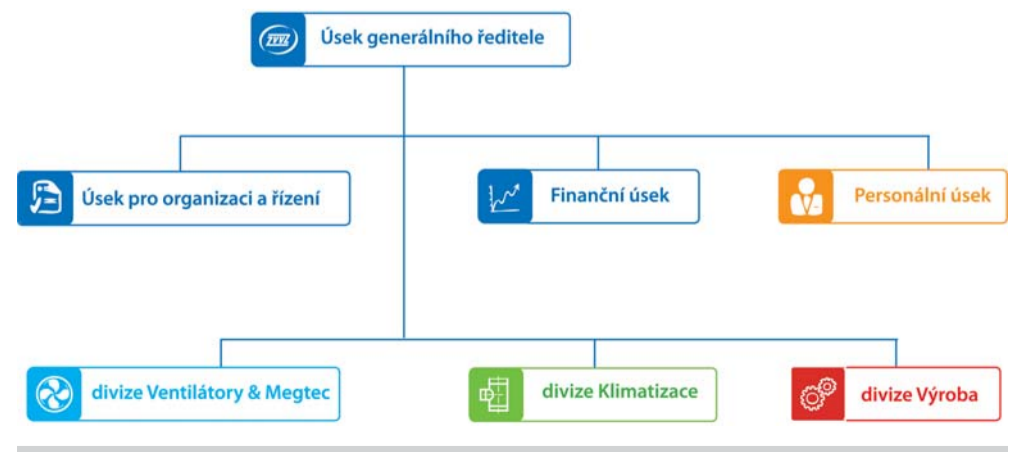 ZVVZ
Úsek generálního ředitele
Úsek pro organizaci a řízení
Finanční úsek
Personální úsek
divize Ventilátory & Megtec
divize Klimatizace
divize Výroba